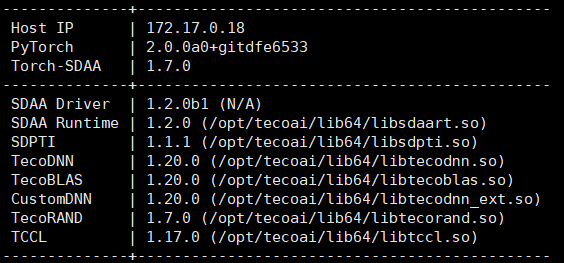 --------------+---------------------------------------------
Host IP | 172.17.0.18
PyTorch | 2.0.0a0+gitdfe6533
Torch-SDAA | 1.7.0
--------------+---------------------------------------------
SDAA Driver | 1.2.0b1 (N/A)
SDAA Runtime | 1.2.0 (/opt/tecoai/lib64/libsdaart.so)
SDPTI | 1.1.1 (/opt/tecoai/lib64/libsdpti.so)
TecoDNN | 1.20.0 (/opt/tecoai/lib64/libtecodnn.so)
TecoBLAS | 1.20.0 (/opt/tecoai/lib64/libtecoblas.so)
CustomDNN | 1.20.0 (/opt/tecoai/lib64/libtecodnn_ext.so)
TecoRAND | 1.7.0 (/opt/tecoai/lib64/libtecorand.so)
TCCL | 1.17.0 (/opt/tecoai/lib64/libtccl.so)
--------------+---------------------------------------------